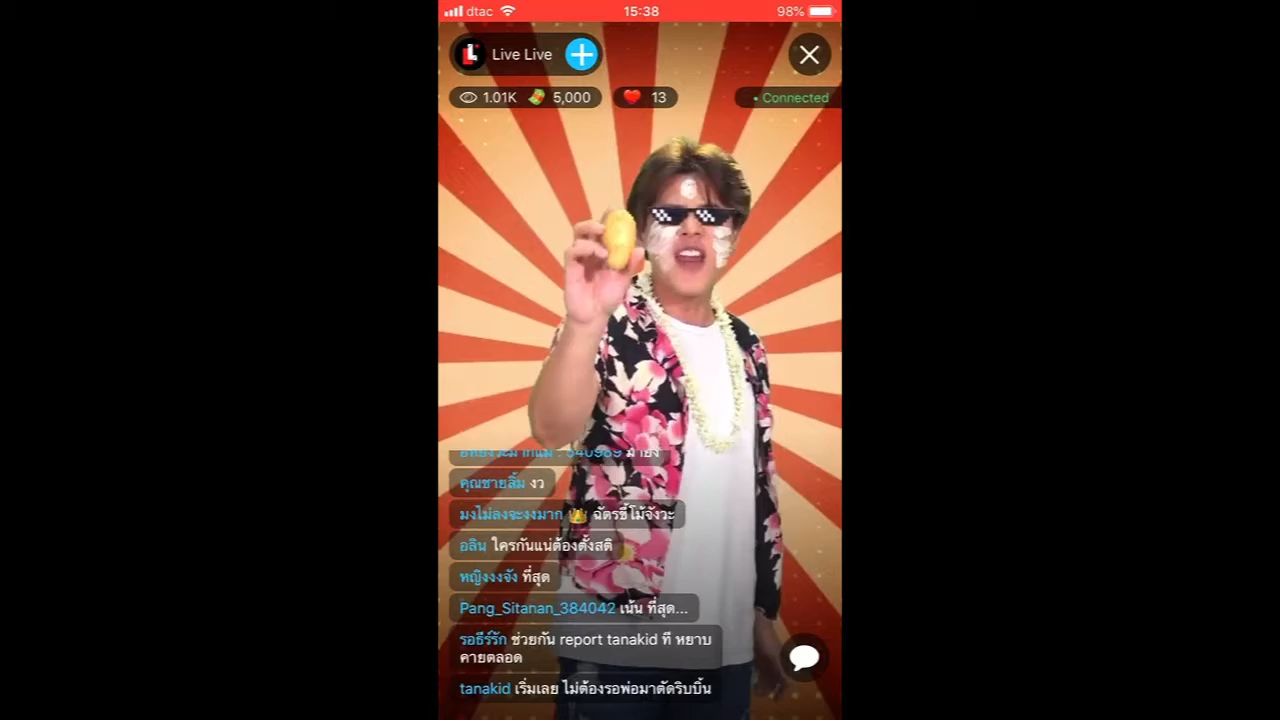 dtac
15:38
98%
Live Live
1.01K
5,000
13
Connected
คุณชายลิ้ม งว
มงไม่ลงจะงงมาก ฉัตรขี้โม้จังวะ
อลิน ใครกันแน่ต้องตั้งสติ
หญิงงงจัง ที่สุด
Pang_Sitanan_384042 เน้น ที่สุด...
รอธีร์รัก ช่วยกัน report tanakid ที หยาบ
คายตลอด
tanakid เริ่มเลย ไม่ต้องรอพ่อมาตัดริบบิ้น